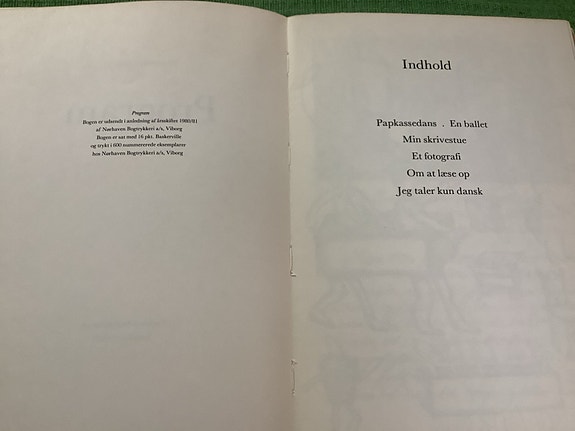 Program
Bogen er udsendt i anledning af årsskiftet 1980/81
af Nørhaven Bogtrykkeri a/s, Viborg
Bogen er sat med 16 pkt. Baskerville
og trykt i 600 nummererede eksemplarer
hos Nørhaven Bogtrykkeri a/s, Viborg
Indhold
Papkassedans . En ballet
Min skrivestue
Et fotografi
Om at læse op
Jeg taler kun dansk